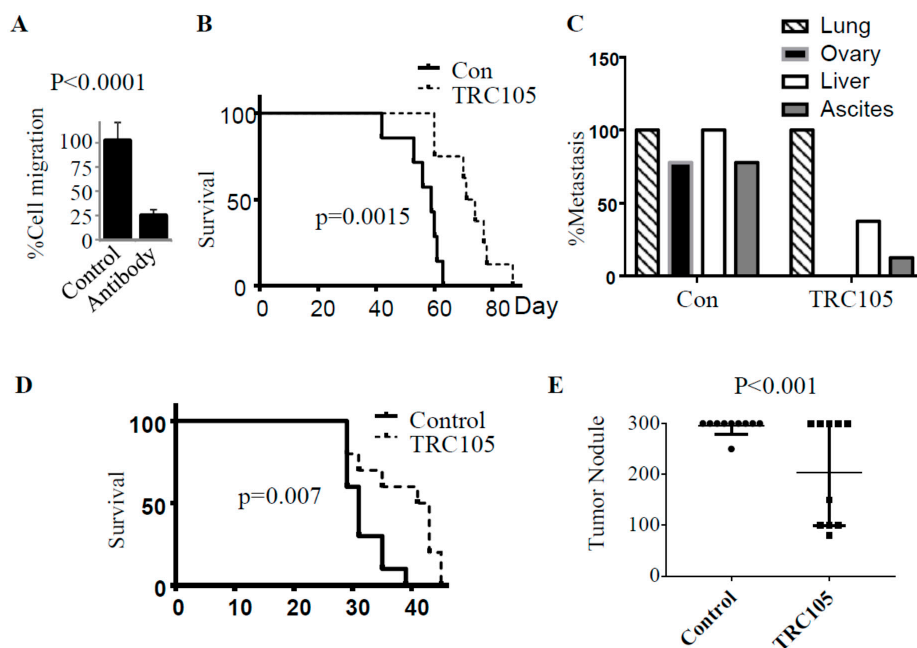 A
P<0.0001
%Cell migration
100
75
50
25
0
Control
Antibody
B
Con
TRC105
Survival
100
50
0
p=0.0015
0 20 40 60 80 Day
C
Lung
Ovary
Liver
Ascites
%Metastasis
150
100
50
0
Con TRC105
D
Control
TRC105
Survival
100
50
0
p=0.007
0 10 20 30 40
E
P<0.001
Tumor Nodule
300
200
100
0
Control
TRC105